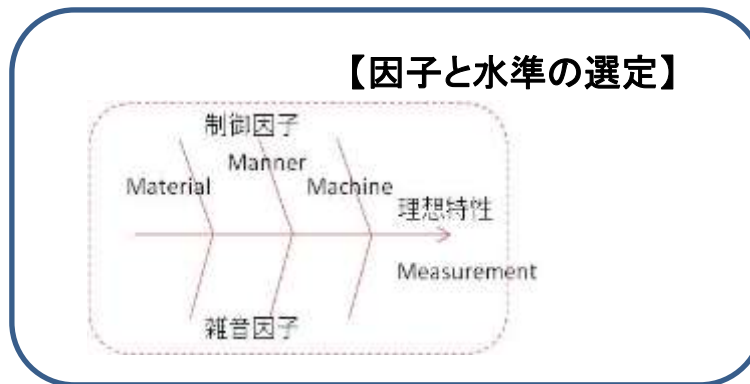 【因子と水準の選定】
制御因子
Manner
Material
Machine
理想特性
Measurement
雑音因子